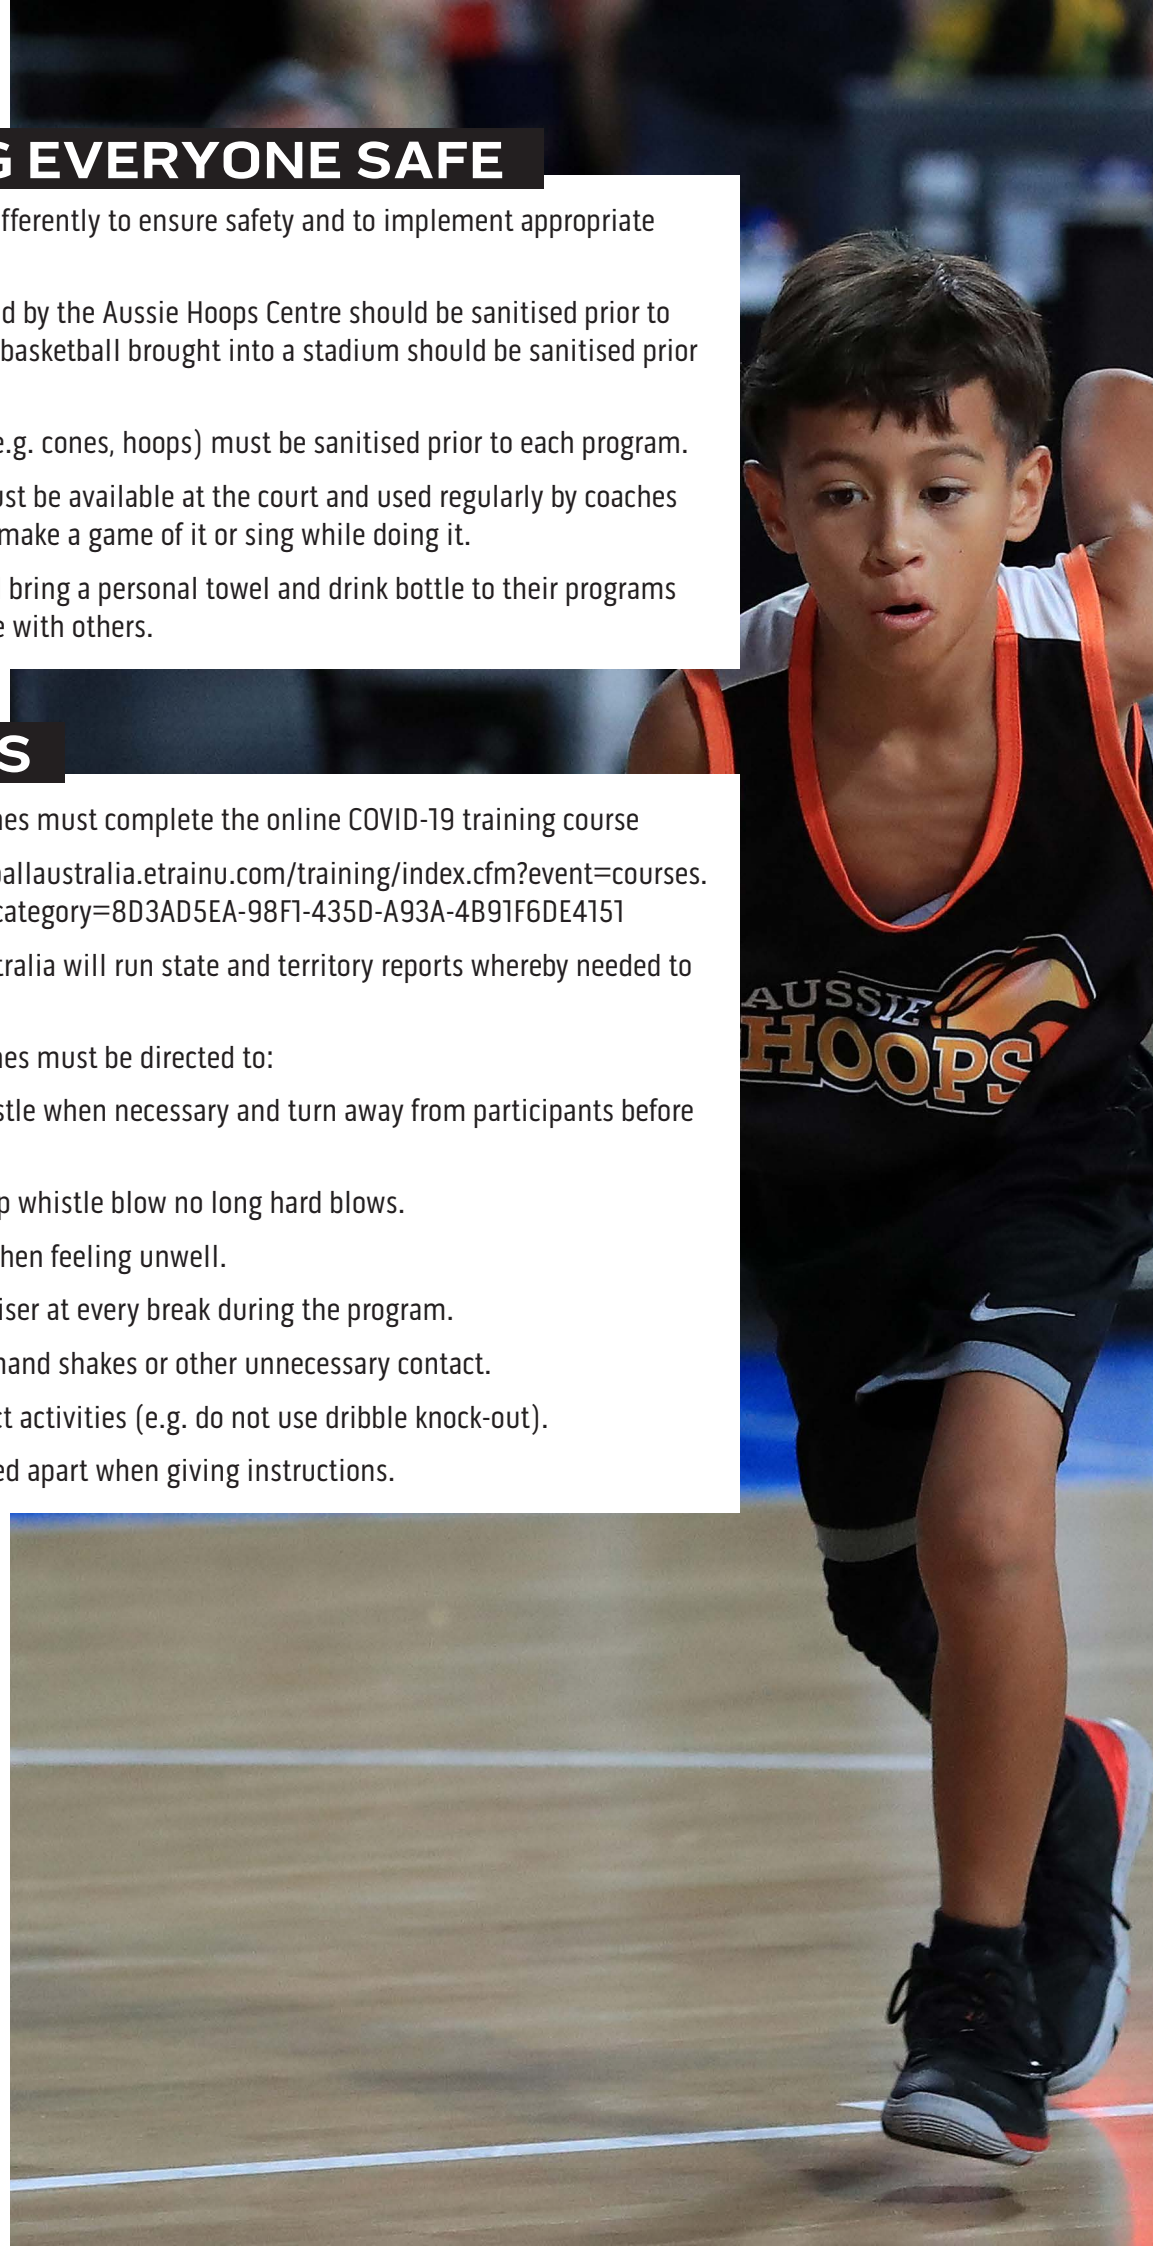 EVERYONE SAFE
to ensure safety and to implement appropriate
by the Aussie Hoops Centre should be sanitised prior to
basketball brought into a stadium should be sanitised prior
e.g. cones, hoops) must be sanitised prior to each program.
be available at the court and used regularly by coaches
make a game of it or sing while doing it.
bring a personal towel and drink bottle to their programs
with others.
S
must complete the online COVID-19 training course
allaustralia.etrainu.com/training/index.cfm?event=courses.
category=8D3AD5EA-98F1-435D-A93A-4B91F6DE4151
tralia will run state and territory reports whereby needed to
must be directed to:
stle when necessary and turn away from participants before
p whistle blow no long hard blows.
hen feeling unwell.
iser at every break during the program.
hand shakes or other unnecessary contact.
ct activities (e.g. do not use dribble knock-out).
ed apart when giving instructions.
AUSSIE
HOOPS